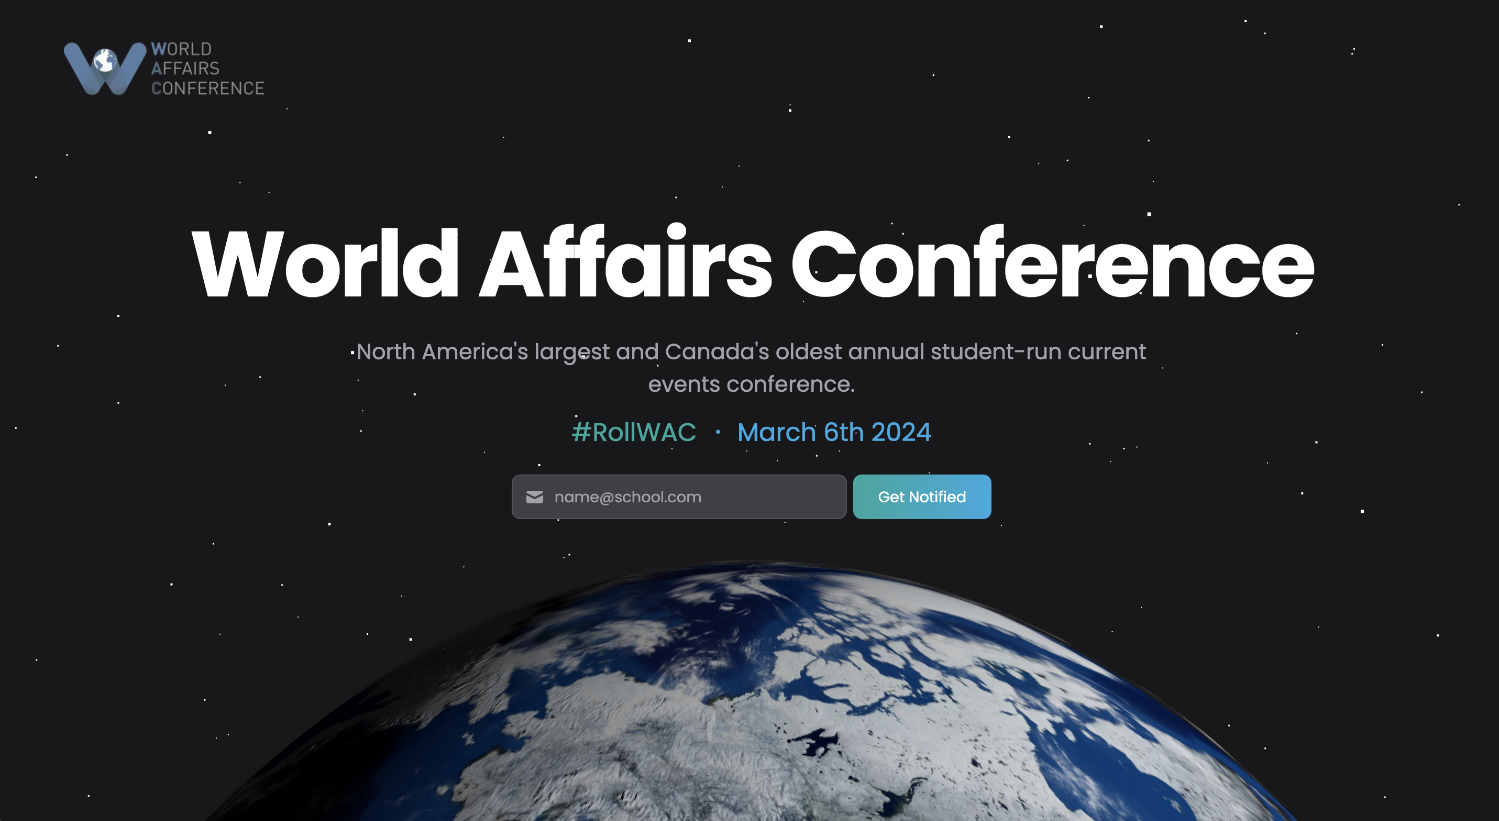 WORLD
AFFAIRS
CONFERENCE
World Affairs Conference
North America's largest and Canada's oldest annual student-run current
events conference.
#RollWAC · March 6th 2024
name@school.com Get Notified